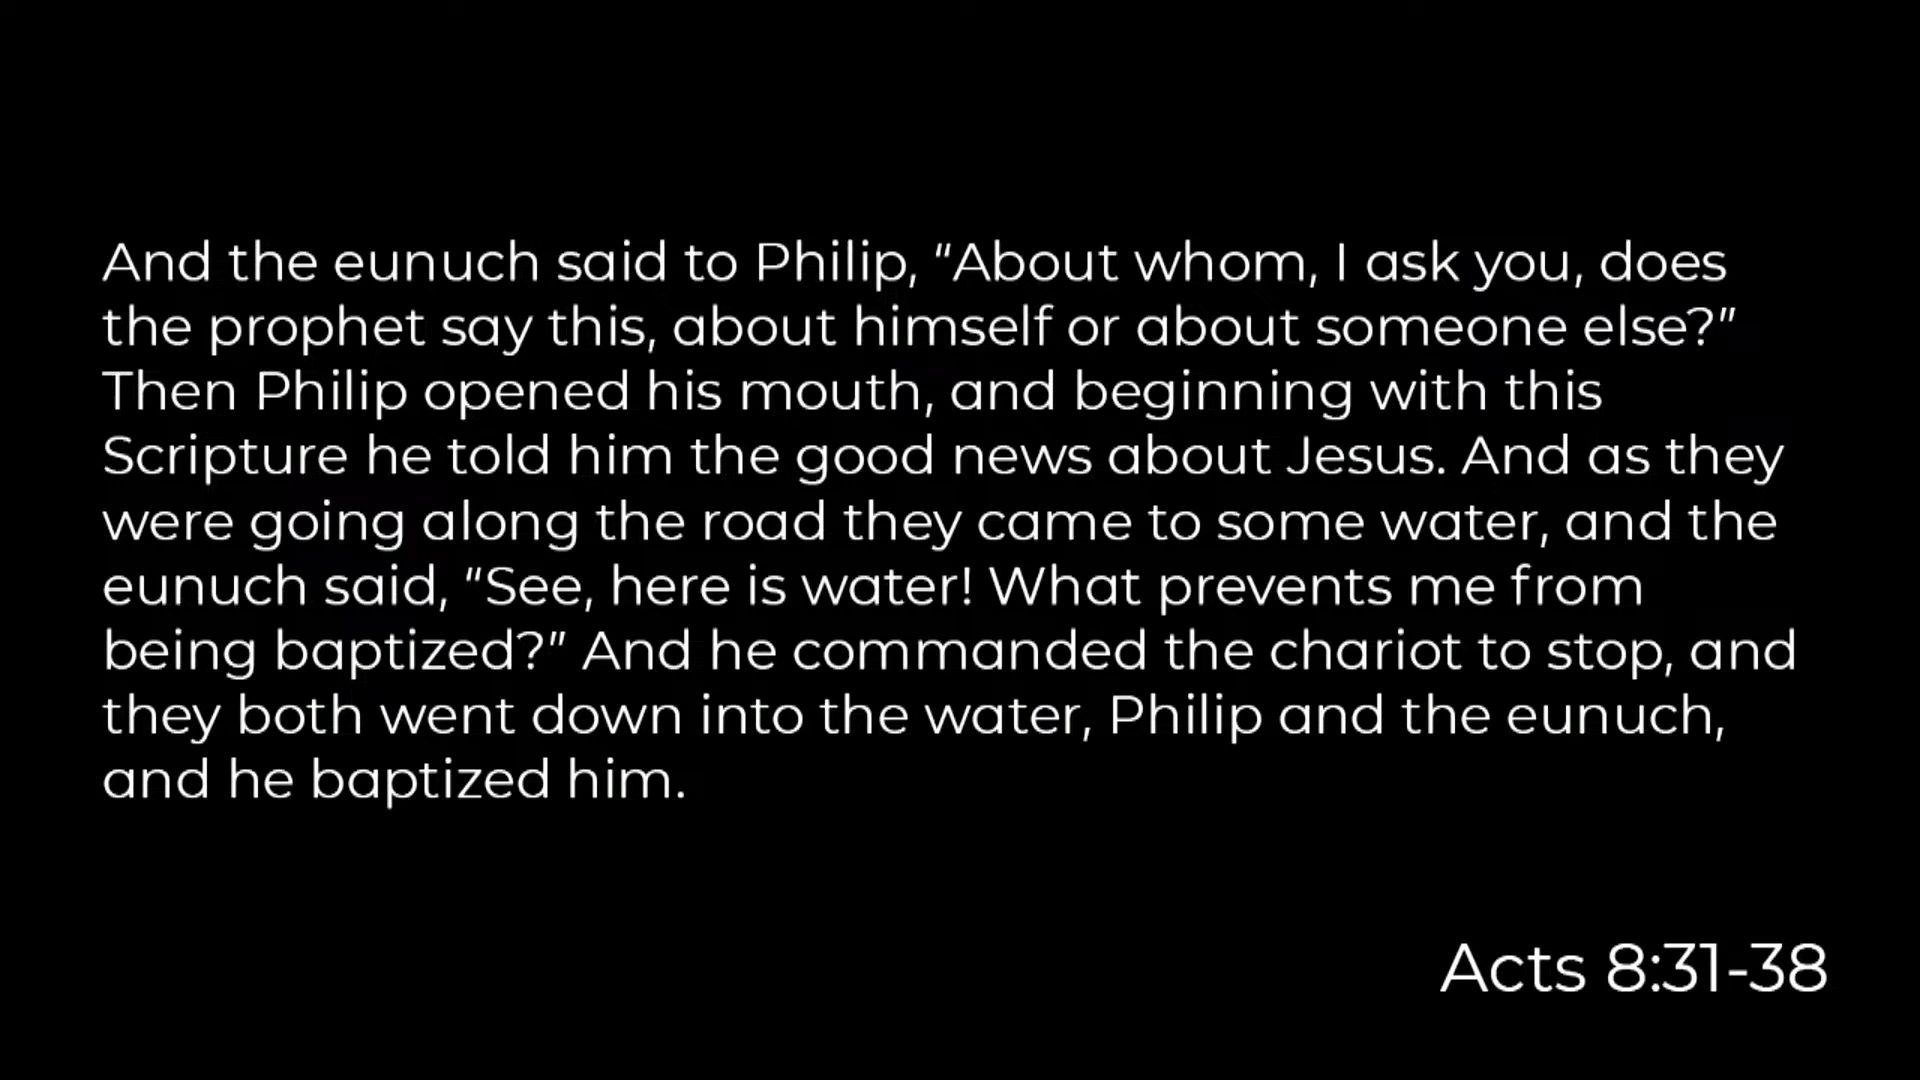 And the eunuch said to Philip, “About whom, I ask you, does
the prophet say this, about himself or about someone else?”
Then Philip opened his mouth, and beginning with this
Scripture he told him the good news about Jesus. And as they
were going along the road they came to some water, and the
eunuch said, “See, here is water! What prevents me from
being baptized?” And he commanded the chariot to stop, and
they both went down into the water, Philip and the eunuch,
and he baptized him.
Acts 8:31-38